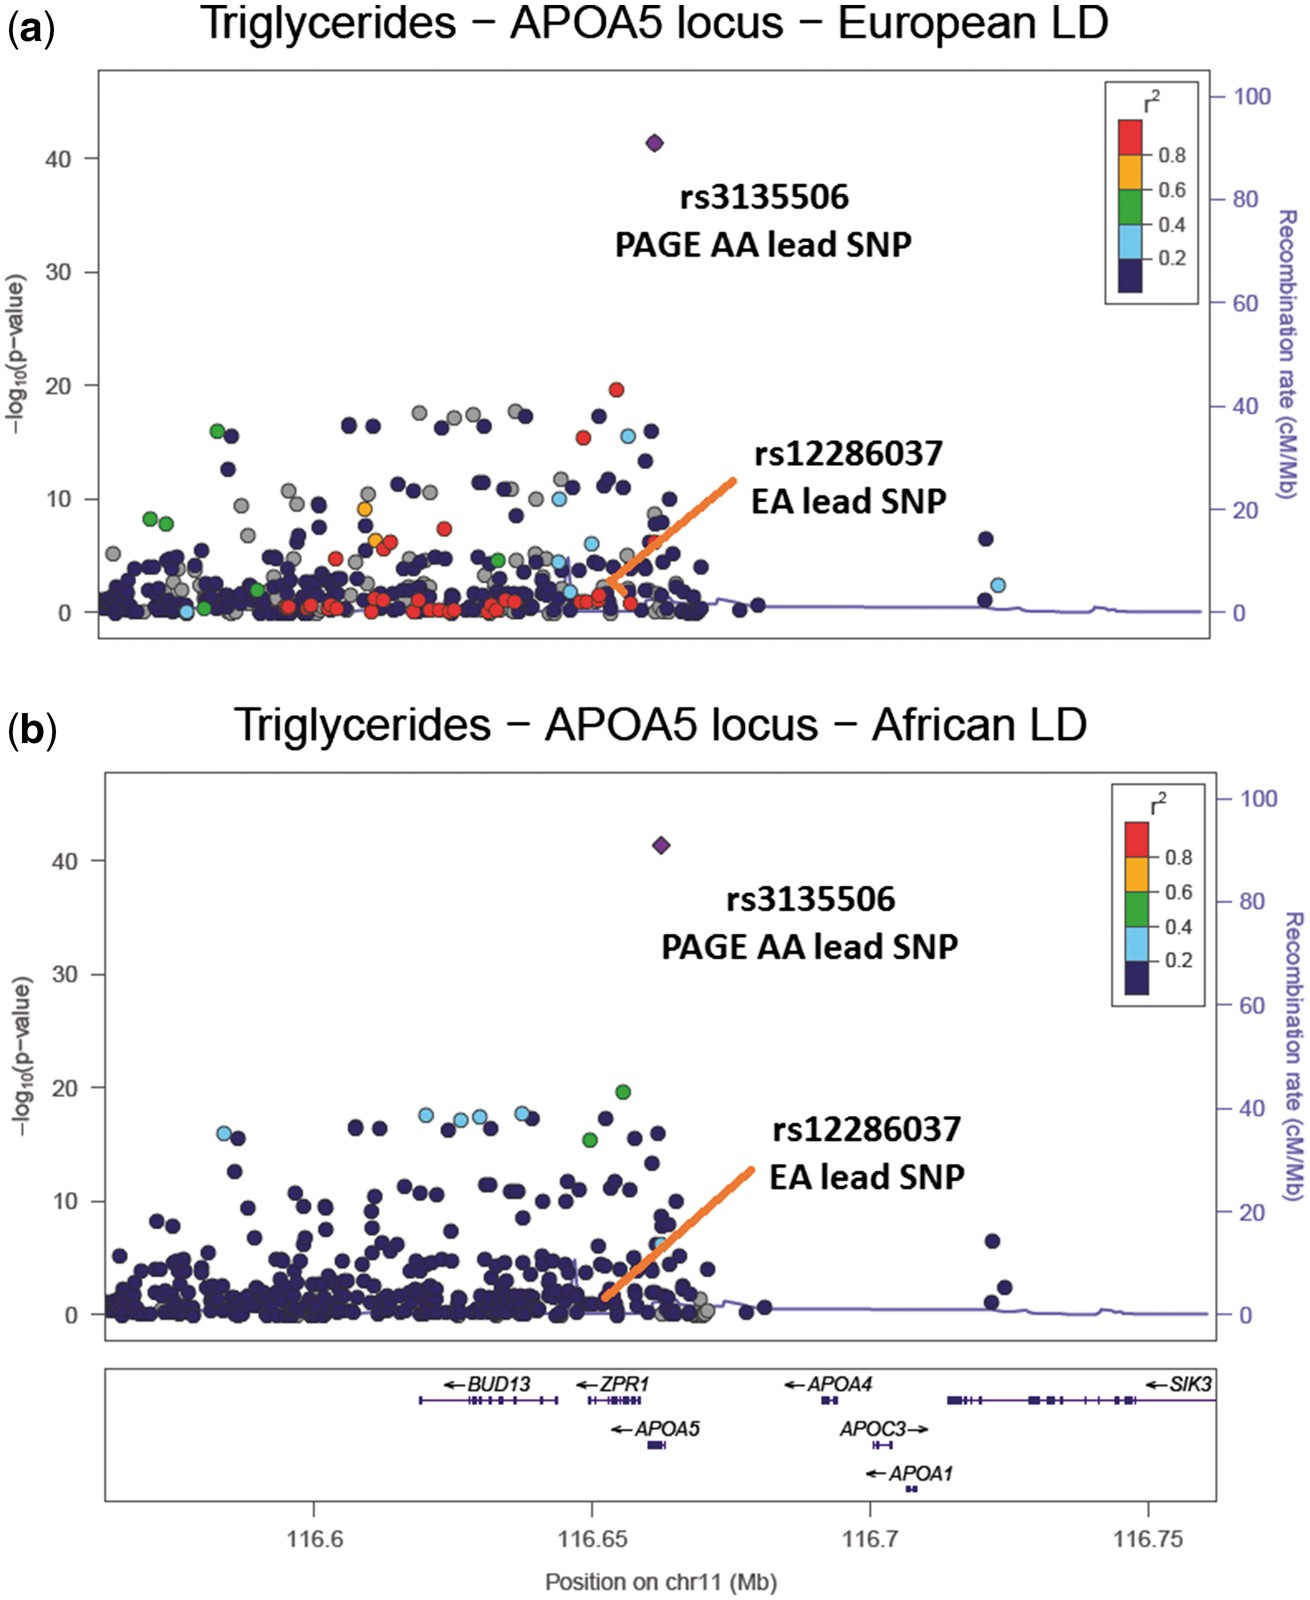 (a) Triglycerides − APOA5 locus − European LD
−log10(p−value)
40
30
20
10
0
rs3135506
PAGE AA lead SNP
rs12286037
EA lead SNP
r2
0.8
0.6
0.4
0.2
100
80
60
40
20
0
Recombination rate (cM/Mb)
(b) Triglycerides − APOA5 locus − African LD
−log10(p−value)
40
30
20
10
0
rs3135506
PAGE AA lead SNP
rs12286037
EA lead SNP
r2
0.8
0.6
0.4
0.2
100
80
60
40
20
0
Recombination rate (cM/Mb)
←BUD13 ←ZPR1 ←APOA4 ←SIK3
←APOA5 APOC3→
←APOA1
116.6 116.65 116.7 116.75
Position on chr11 (Mb)